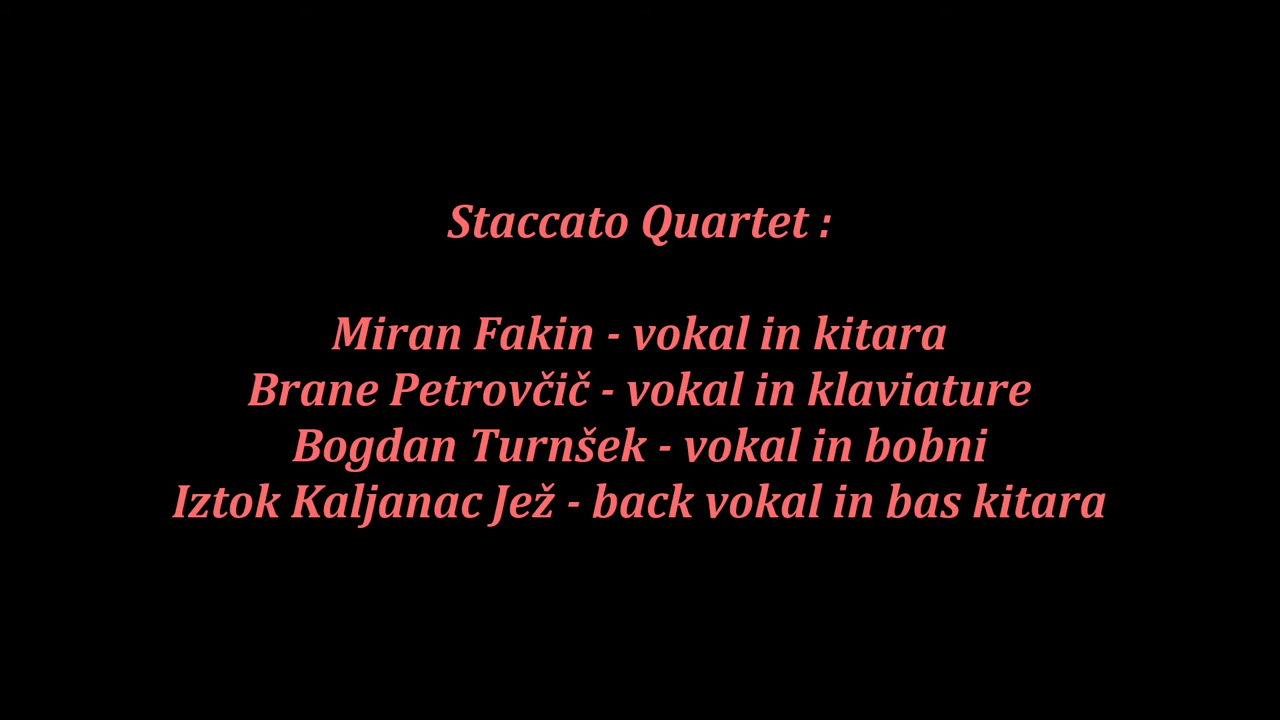 Staccato Quartet :
Miran Fakin - vokal in kitara
Brane Petrovčič - vokal in klaviature
Bogdan Turnšek - vokal in bobni
Iztok Kaljanac Jež - back vokal in bas kitara